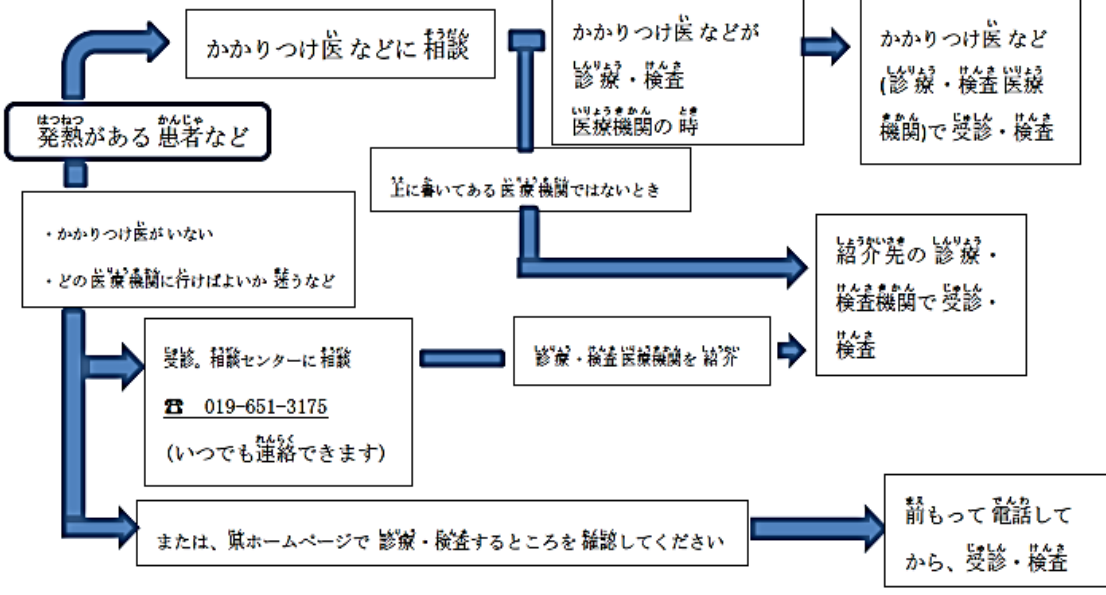 かかりつけ医などに相談
発熱がある患者など
かかりつけ医などが
診療・検査
医療機関の時
かかりつけ医など
(診療・検査医療
機関)で受診・検査
上に書いてある医療機関ではないとき
・かかりつけ医がいない
・どの医療機関に行けばよいか迷うなど
紹介先の診療・
検査機関で受診・
検査
受診。相談センターに相談
☎ 019-651-3175
(いつでも連絡できます)
診療・検査医療機関を紹介
または、県ホームページで診療・検査するところを確認してください
前もって電話して
から、受診・検査